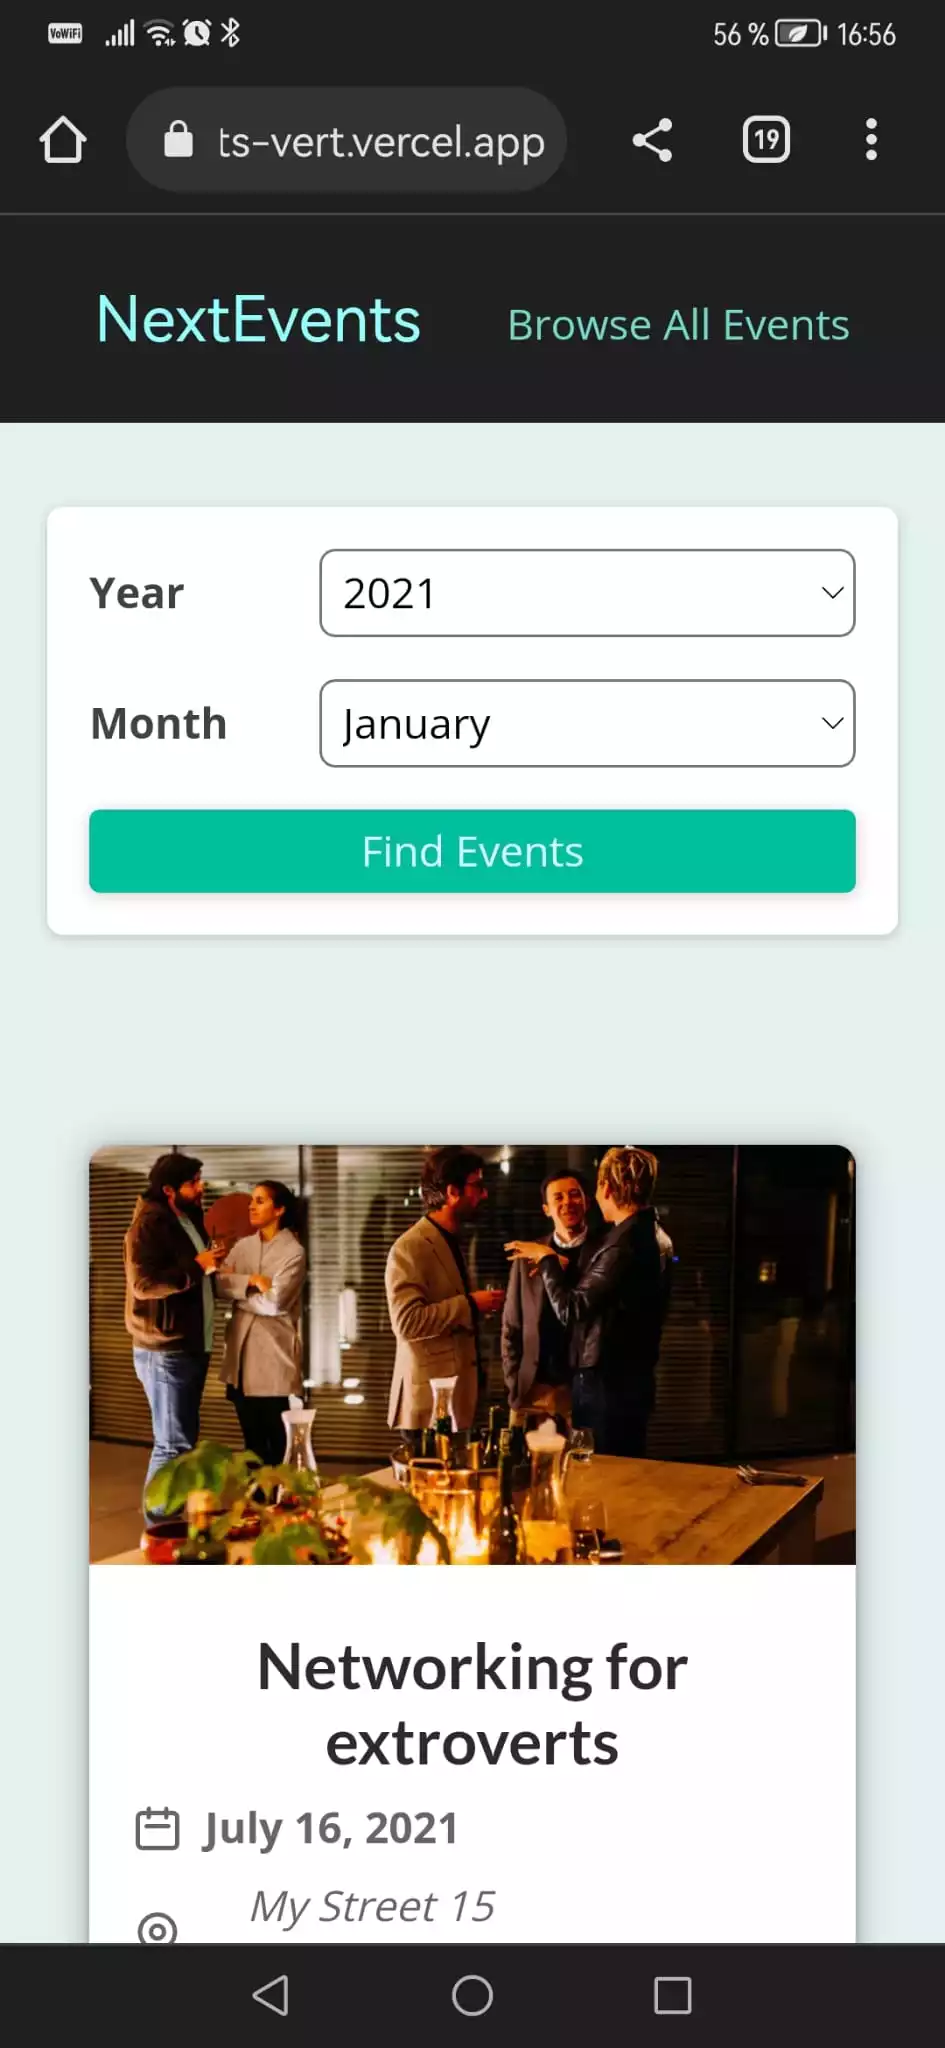 VoWiFi 56 % 16:56
ts-vert.vercel.app 19
NextEvents Browse All Events
Year 2021
Month January
Find Events
Networking for
extroverts
July 16, 2021
My Street 15